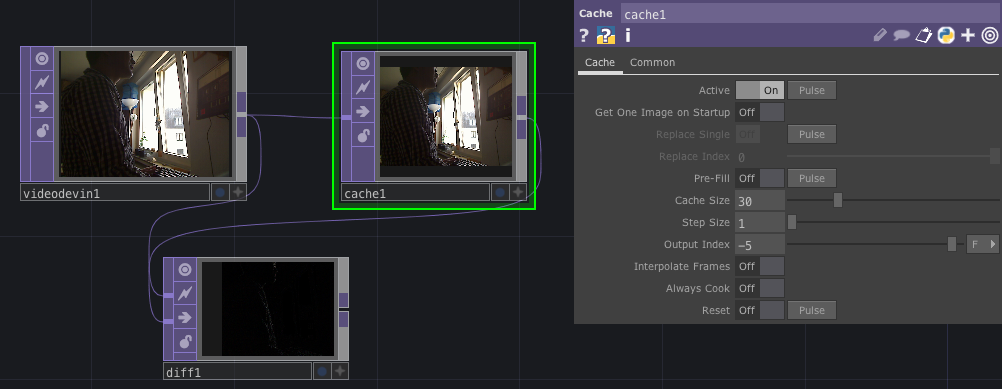 Cache cache1
? ? i
Cache Common
Active On Pulse
Get One Image on Startup Off
Replace Single Off Pulse
Replace Index 0
Pre-Fill Off Pulse
Cache Size 30
Step Size 1
Output Index -5 F
Interpolate Frames Off
Always Cook Off
Reset Off Pulse
videodevin1
cache1
diff1